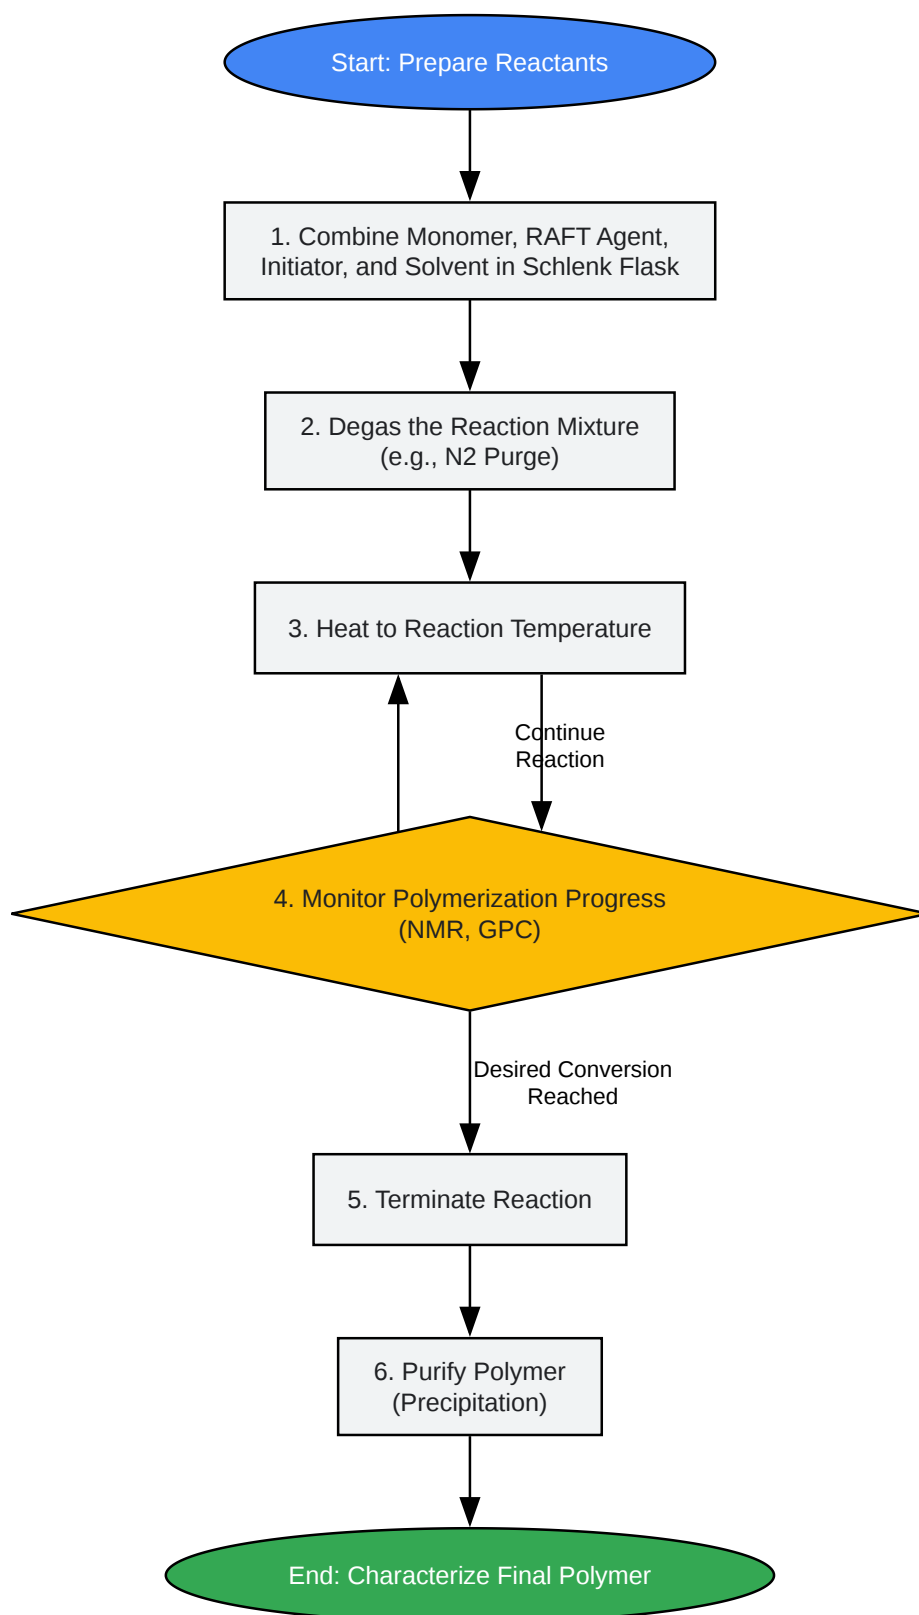 Start: Prepare Reactants
1. Combine Monomer, RAFT Agent,
Initiator, and Solvent in Schlenk Flask
2. Degas the Reaction Mixture
(e.g., N2 Purge)
3. Heat to Reaction Temperature
Continue
Reaction
4. Monitor Polymerization Progress
(NMR, GPC)
Desired Conversion
Reached
5. Terminate Reaction
6. Purify Polymer
(Precipitation)
End: Characterize Final Polymer